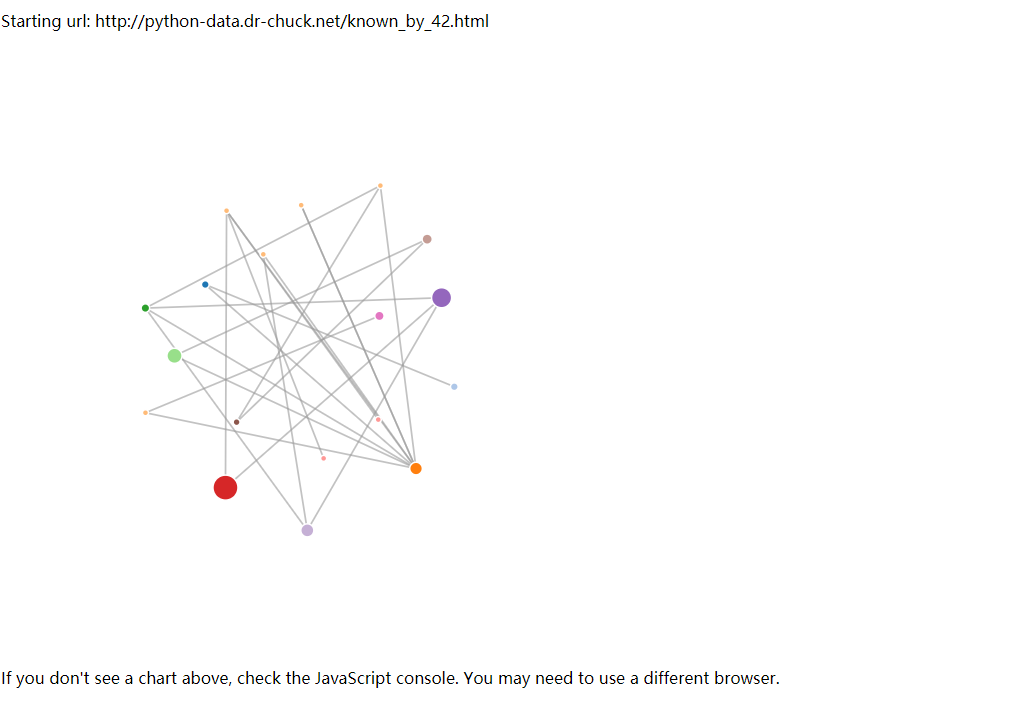 Starting url: http://python-data.dr-chuck.net/known_by_42.html
If you don't see a chart above, check the JavaScript console. You may need to use a different browser.